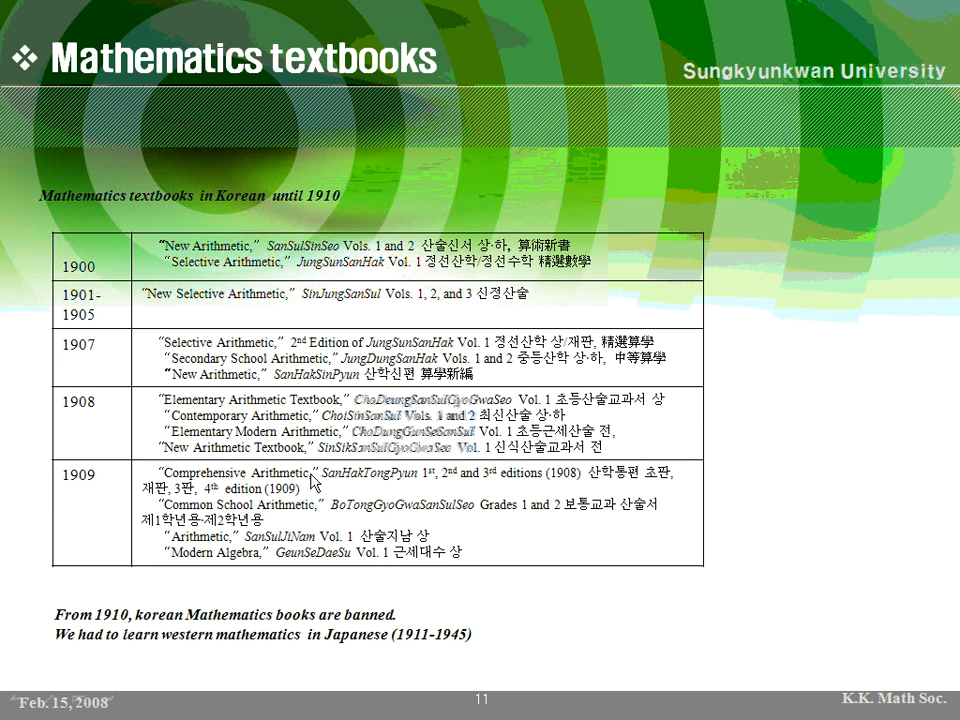 ❖ Mathematics textbooks
Sungkyunkwan University
Mathematics textbooks in Korean until 1910
1900
“New Arithmetic,” SanSulSinSeo Vols. 1 and 2 산술신서 상·하, 算術新書
“Selective Arithmetic,” JungSunSanHak Vol. 1 정선산학/정선수학 精選數學
1901-
1905
“New Selective Arithmetic,” SinJungSanSul Vols. 1, 2, and 3 신정산술
1907
“Selective Arithmetic,” 2nd Edition of JungSunSanHak Vol. 1 정선산학 상/재판, 精選算學
“Secondary School Arithmetic,” JungDungSanHak Vols. 1 and 2 중등산학 상·하, 中等算學
“New Arithmetic,” SanHakSinPyun 산학신편 算學新編
1908
“Elementary Arithmetic Textbook,” ChoDeungSanSulGyoGwaSeo Vol. 1 초등산술교과서 상
“Contemporary Arithmetic,” ChoiSinSanSul Vols. 1 and 2 최신산술 상·하
“Elementary Modern Arithmetic,” ChoDungGunSeSanSul Vol. 1 초등근세산술 전,
“New Arithmetic Textbook,” SinSikSanSulGyoGwaSeo Vol. 1 신식산술교과서 전
1909
“Comprehensive Arithmetic,” SanHakTongPyun 1st, 2nd and 3rd editions (1908) 산학통편 초판,
재판, 3판, 4th edition (1909)
“Common School Arithmetic,” BoTongGyoGwaSanSulSeo Grades 1 and 2 보통교과 산술서
제1학년용·제2학년용
“Arithmetic,” SanSulJiNam Vol. 1 산술지남 상
“Modern Algebra,” GeunSeDaeSu Vol. 1 근세대수 상
From 1910, korean Mathematics books are banned.
We had to learn western mathematics in Japanese (1911-1945)
Feb. 15, 2008
11
K.K. Math Soc.